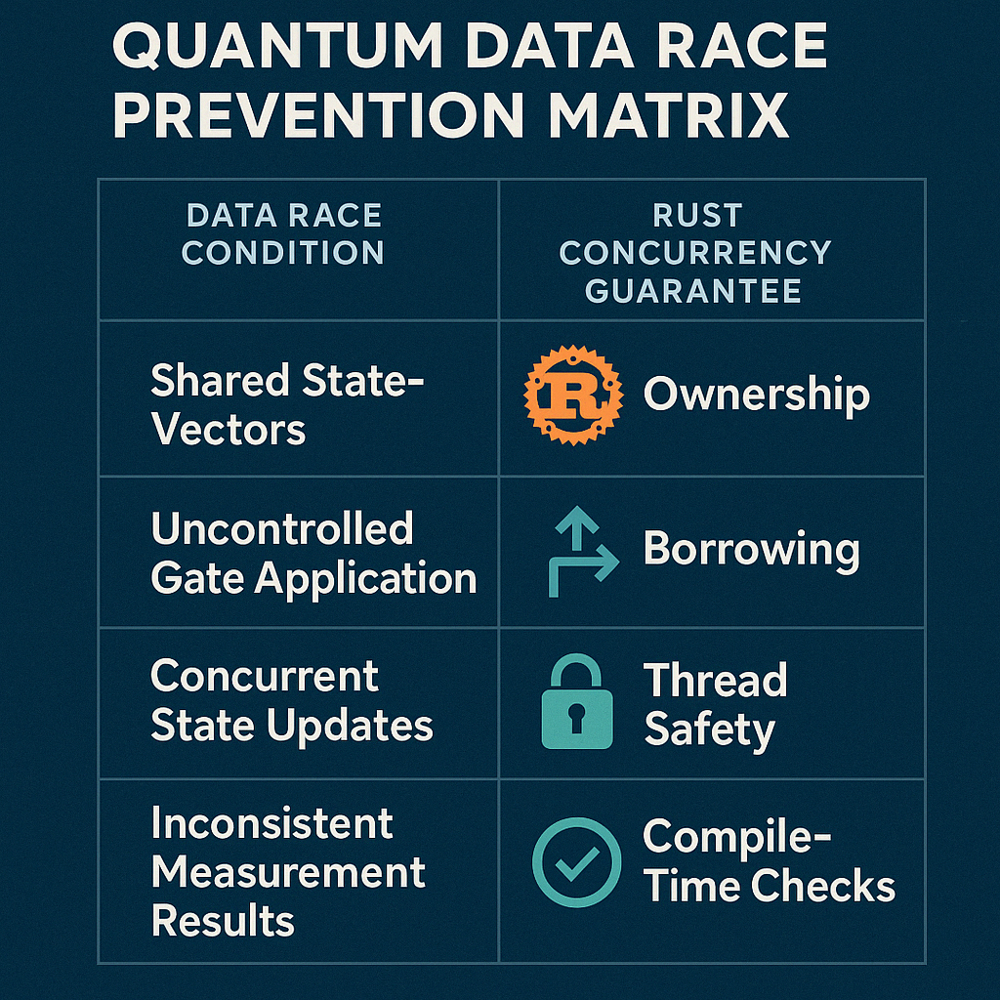 QUANTUM DATA RACE
PREVENTION MATRIX
DATA RACE
CONDITION
RUST
CONCURRENCY
GUARANTEE
Shared State-
Vectors
R
Ownership
Uncontrolled
Gate Application
Borrowing
Concurrent
State Updates
Thread
Safety
Inconsistent
Measurement
Results
Compile-
Time Checks